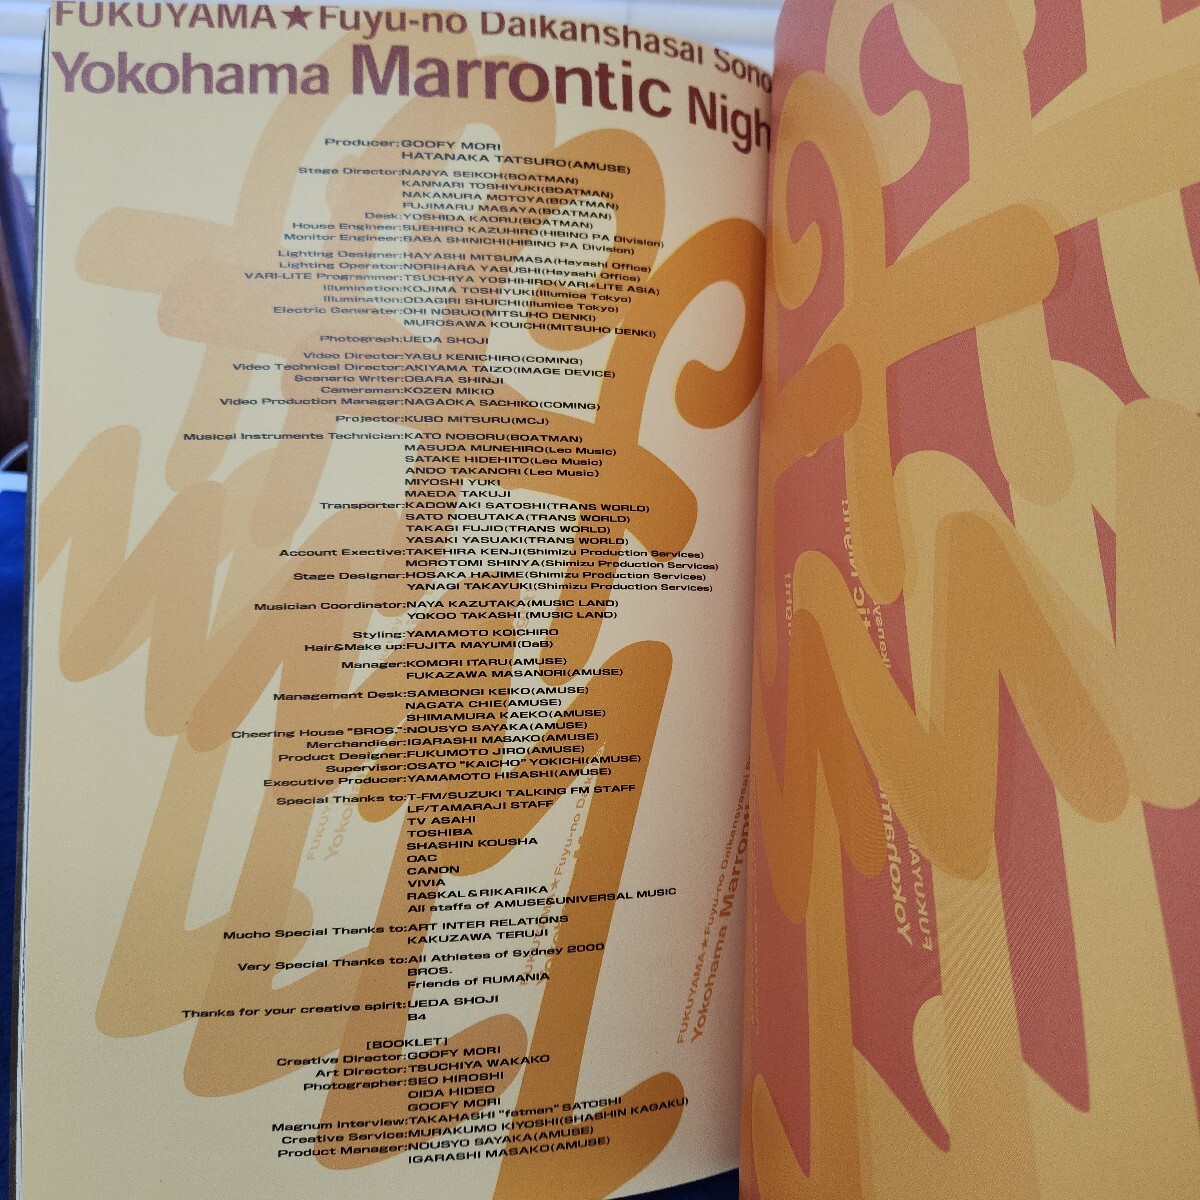 FUKUYAMA★Fuyu-no Daikanshasai Sono
Yokohama Marrontic Nigh
Producer:GOOFY MORI
HATANAKA TATSURO(AMUSE)
Stage Director:NANYA SEIKOH(BOATMAN)
KANNARI TOSHIYUKI(BOATMAN)
NAKAMURA MOTOYA(BOATMAN)
FUJIMARU MASAYA(BOATMAN)
Desk:YOSHIDA KAORU(BOATMAN)
House Engineer:SUEHIRO KAZUHIRO(HIBINO PA Division)
Monitor Engineer:BABA SHINICHI(HIBINO PA Division)
Lighting Designer:HAYASHI MITSUMASA(Hayashi Office)
Lighting Operator:NORIHARA YASUSHI(Hayashi Office)
VARI-LITE Programmer:TSUCHIYA YOSHIHIRO(VARI★LITE ASIA)
Illumination:KOJIMA TOSHIYUKI(Illumica Tokyo)
Illumination:ODAGIRI SHUICHI(Illumica Tokyo)
Electric Generater:OHI NOBUO(MITSUHO DENKI)
MUROSAWA KOUICHI(MITSUHO DENKI)
Photograph:UEDA SHOJI
Video Director:YASU KENICHIRO(COMING)
Video Technical Director:AKIYAMA TAIZO(IMAGE DEVICE)
Scenario Writer:OBARA SHINJI
Cameraman:KOZEN MIKIO
Video Production Manager:NAGAOKA SACHIKO(COMING)
Projector:KUBO MITSURU(MCJ)
Musical Instruments Technician:KATO NOBORU(BOATMAN)
MASUDA MUNEHIRO(Leo Music)
SATAKE HIDEHITO(Leo Music)
ANDO TAKANORI(Leo Music)
MIYOSHI YUKI
MAEDA TAKUJI
Transporter:KADOWAKI SATOSHI(TRANS WORLD)
SATO NOBUTAKA(TRANS WORLD)
TAKAGI FUJIO(TRANS WORLD)
YASAKI YASUAKI(TRANS WORLD)
Account Exective:TAKEHIRA KENJI(Shimizu Production Services)
MOROTOMI SHINYA(Shimizu Production Services)
Stage Designer:HOSAKA HAJIME(Shimizu Production Services)
YANAGI TAKAYUKI(Shimizu Production Services)
Musician Coordinator:NAYA KAZUTAKA(MUSIC LAND)
YOKOO TAKASHI (MUSIC LAND)
Styling:YAMAMOTO KOICHIRO
Hair&Make up:FUJITA MAYUMI(DaB)
Manager:KOMORI ITARU(AMUSE)
FUKAZAWA MASANORI(AMUSE)
Management Desk:SAMBONGI KEIKO(AMUSE)
NAGATA CHIE(AMUSE)
SHIMAMURA KAEKO(AMUSE)
Cheering House "BROS.":NOUSYO SAYAKA(AMUSE)
Merchandiser:IGARASHI MASAKO(AMUSE)
Product Designer:FUKUMOTO JIRO(AMUSE)
Supervisor:OSATO "KAICHO" YOKICHI(AMUSE)
Executive Producer:YAMAMOTO HISASHI(AMUSE)
Special Thanks to:T-FM/SUZUKI TALKING FM STAFF
LF/TAMARAJI STAFF
TV ASAHI
TOSHIBA
SHASHIN KOUSHA
OAC
CANON
VIVIA
RASKAL&RIKARIKA
All staffs of AMUSE&UNIVERSAL MUSIC
Mucho Special Thanks to:ART INTER RELATIONS
KAKUZAWA TERUJI
Very Special Thanks to:All Athletes of Sydney 2000
BROS.
Friends of RUMANIA
Thanks for your creative spirit:UEDA SHOJI
B4
[BOOKLET]
Creative Director:GOOFY MORI
Art Director:TSUCHIYA WAKAKO
Photographer:SEO HIROSHI
OIDA HIDEO
GOOFY MORI
Magnum Interview:TAKAHASHI "fatman" SATOSHI
Creative Service:MURAKUMO KIYOSHI(SHASHIN KAGAKU)
Product Manager:NOUSYO SAYAKA(AMUSE)
IGARASHI MASAKO(AMUSE)
FUKUYAMA★Fuyu-no Daikanshasai
Yokohama Marrontic